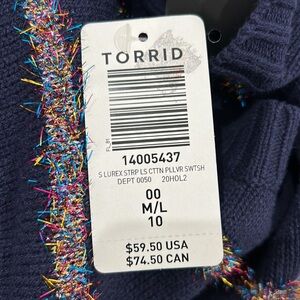 TORRID
14005437
S LUREX STRP LS CTTN PLLVR SWTSH
DEPT 0050 20HOL2
00
M/L
10
$59.50 USA
$74.50 CAN